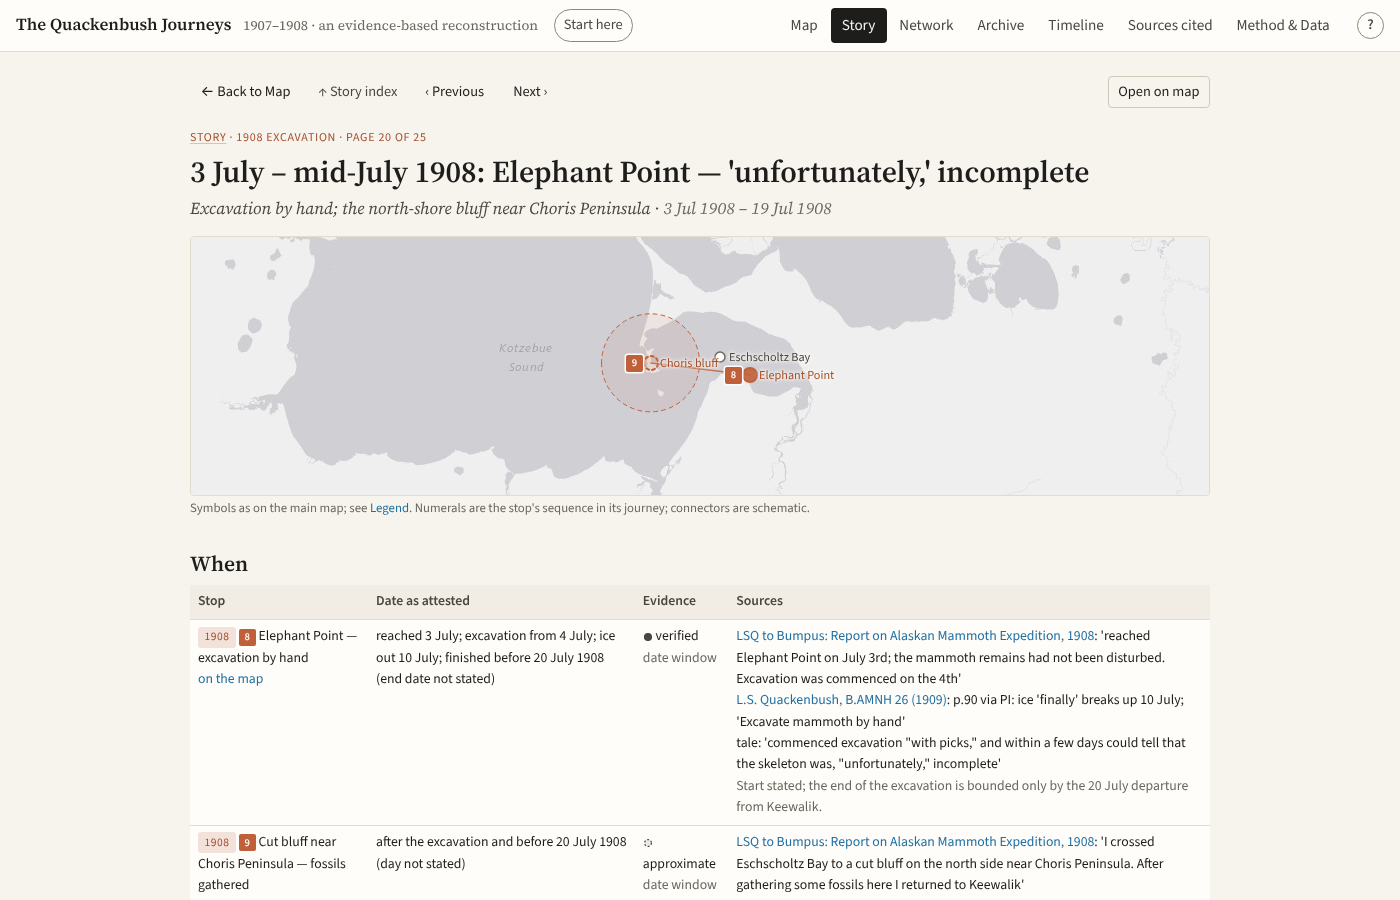 The Quackenbush Journeys 1907–1908 · an evidence-based reconstruction Start here Map Story Network Archive Timeline Sources cited Method & Data ?
← Back to Map ↑ Story index ‹ Previous Next › Open on map
STORY · 1908 EXCAVATION · PAGE 20 OF 25
3 July – mid-July 1908: Elephant Point — 'unfortunately,' incomplete
Excavation by hand; the north-shore bluff near Choris Peninsula · 3 Jul 1908 – 19 Jul 1908
Kotzebue
Sound
9 Choris bluff
Eschscholtz Bay
8 Elephant Point
Symbols as on the main map; see Legend. Numerals are the stop's sequence in its journey; connectors are schematic.
When
Stop Date as attested Evidence Sources
1908 8 Elephant Point —
excavation by hand
on the map
reached 3 July; excavation from 4 July; ice
out 10 July; finished before 20 July 1908
(end date not stated)
verified
date window
LSQ to Bumpus: Report on Alaskan Mammoth Expedition, 1908: 'reached
Elephant Point on July 3rd; the mammoth remains had not been disturbed.
Excavation was commenced on the 4th'
L.S. Quackenbush, B.AMNH 26 (1909): p.90 via PI: ice 'finally' breaks up 10 July;
'Excavate mammoth by hand'
tale: 'commenced excavation "with picks," and within a few days could tell that
the skeleton was, "unfortunately," incomplete'
Start stated; the end of the excavation is bounded only by the 20 July departure
from Keewalik.
1908 9 Cut bluff near
Choris Peninsula — fossils
gathered
after the excavation and before 20 July 1908
(day not stated)
approximate
date window
LSQ to Bumpus: Report on Alaskan Mammoth Expedition, 1908: 'I crossed
Eschscholtz Bay to a cut bluff on the north side near Choris Peninsula. After
gathering some fossils here I returned to Keewalik'